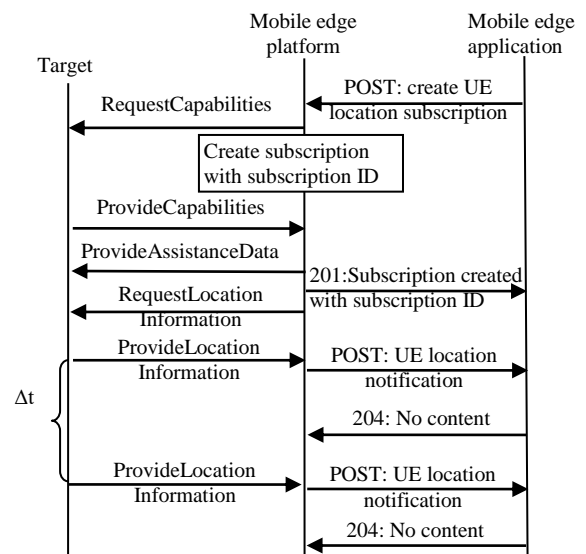 Mobile edge
platform
Mobile edge
application
Target
POST: create UE
location subscription
RequestCapabilities
Create subscription
with subscription ID
ProvideCapabilities
ProvideAssistanceData
201:Subscription created
with subscription ID
RequestLocation
Information
ProvideLocation
Information
POST: UE location
notification
Δt
204: No content
ProvideLocation
Information
POST: UE location
notification
204: No content